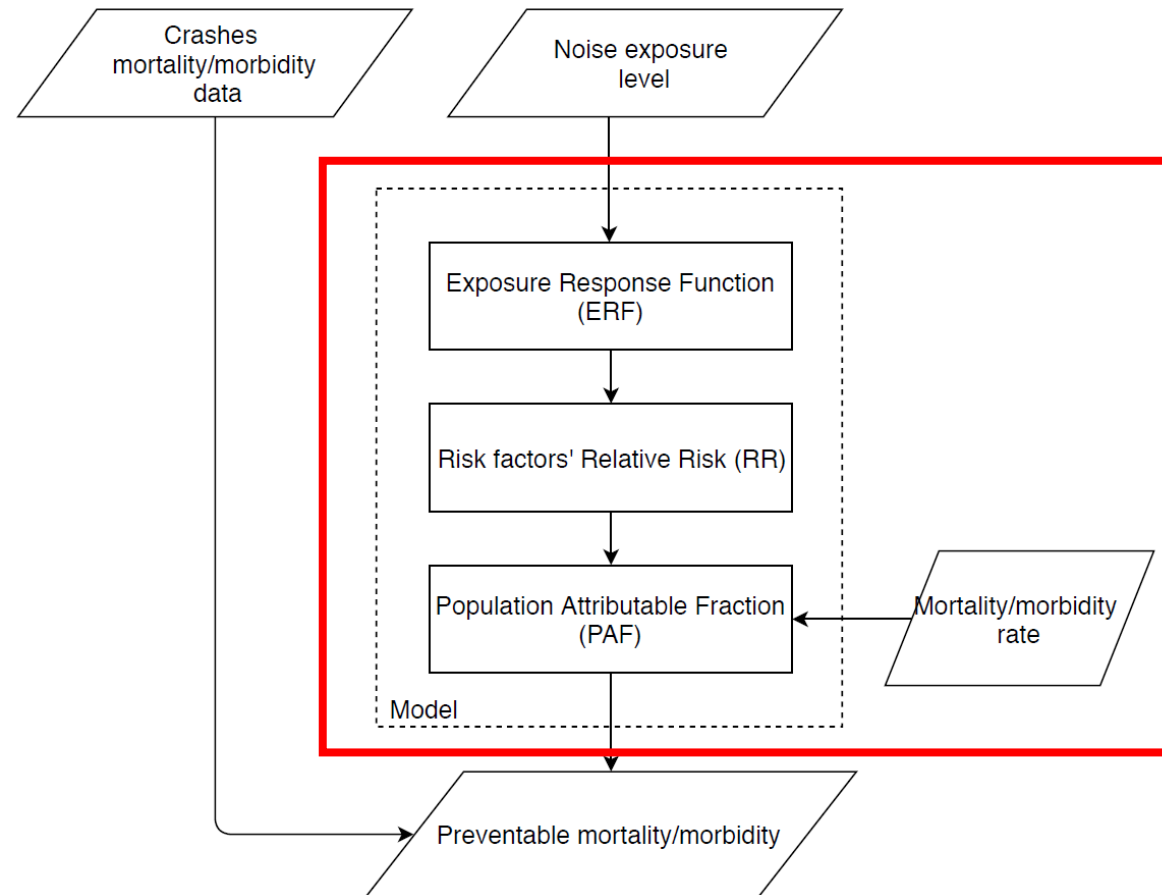 Crashes
mortality/morbidity
data
Noise exposure
level
Exposure Response Function
(ERF)
Risk factors' Relative Risk (RR)
Population Attributable Fraction
(PAF)
Mortality/morbidity
rate
Model
Preventable mortality/morbidity